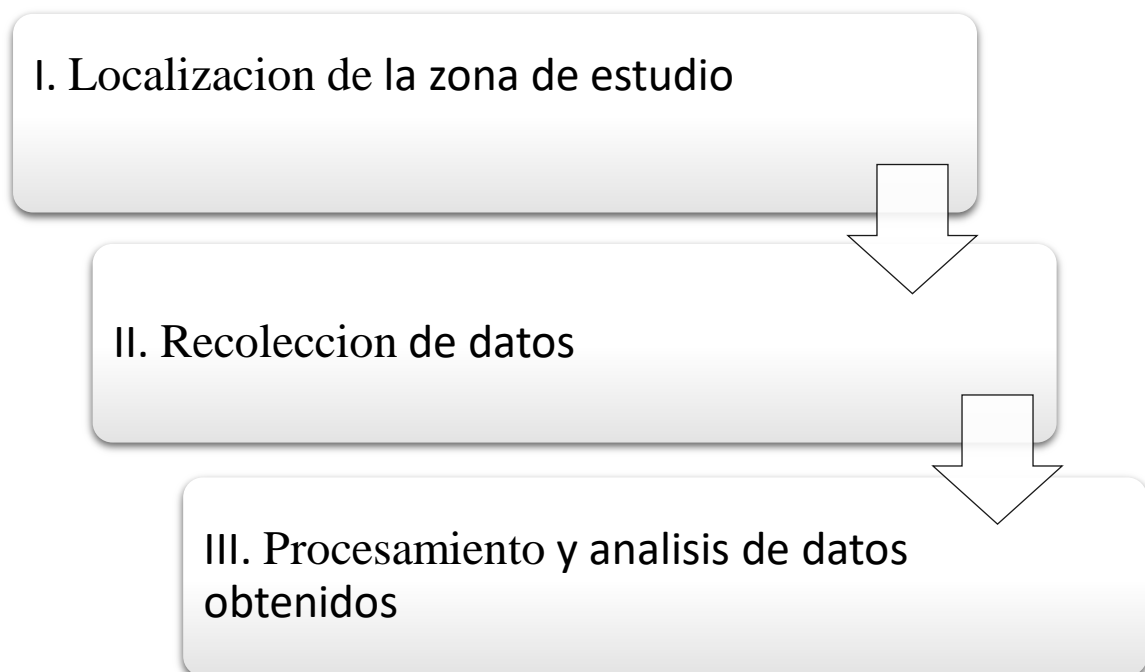 I. Localizacion de la zona de estudio
II. Recoleccion de datos
III. Procesamiento y analisis de datos
obtenidos